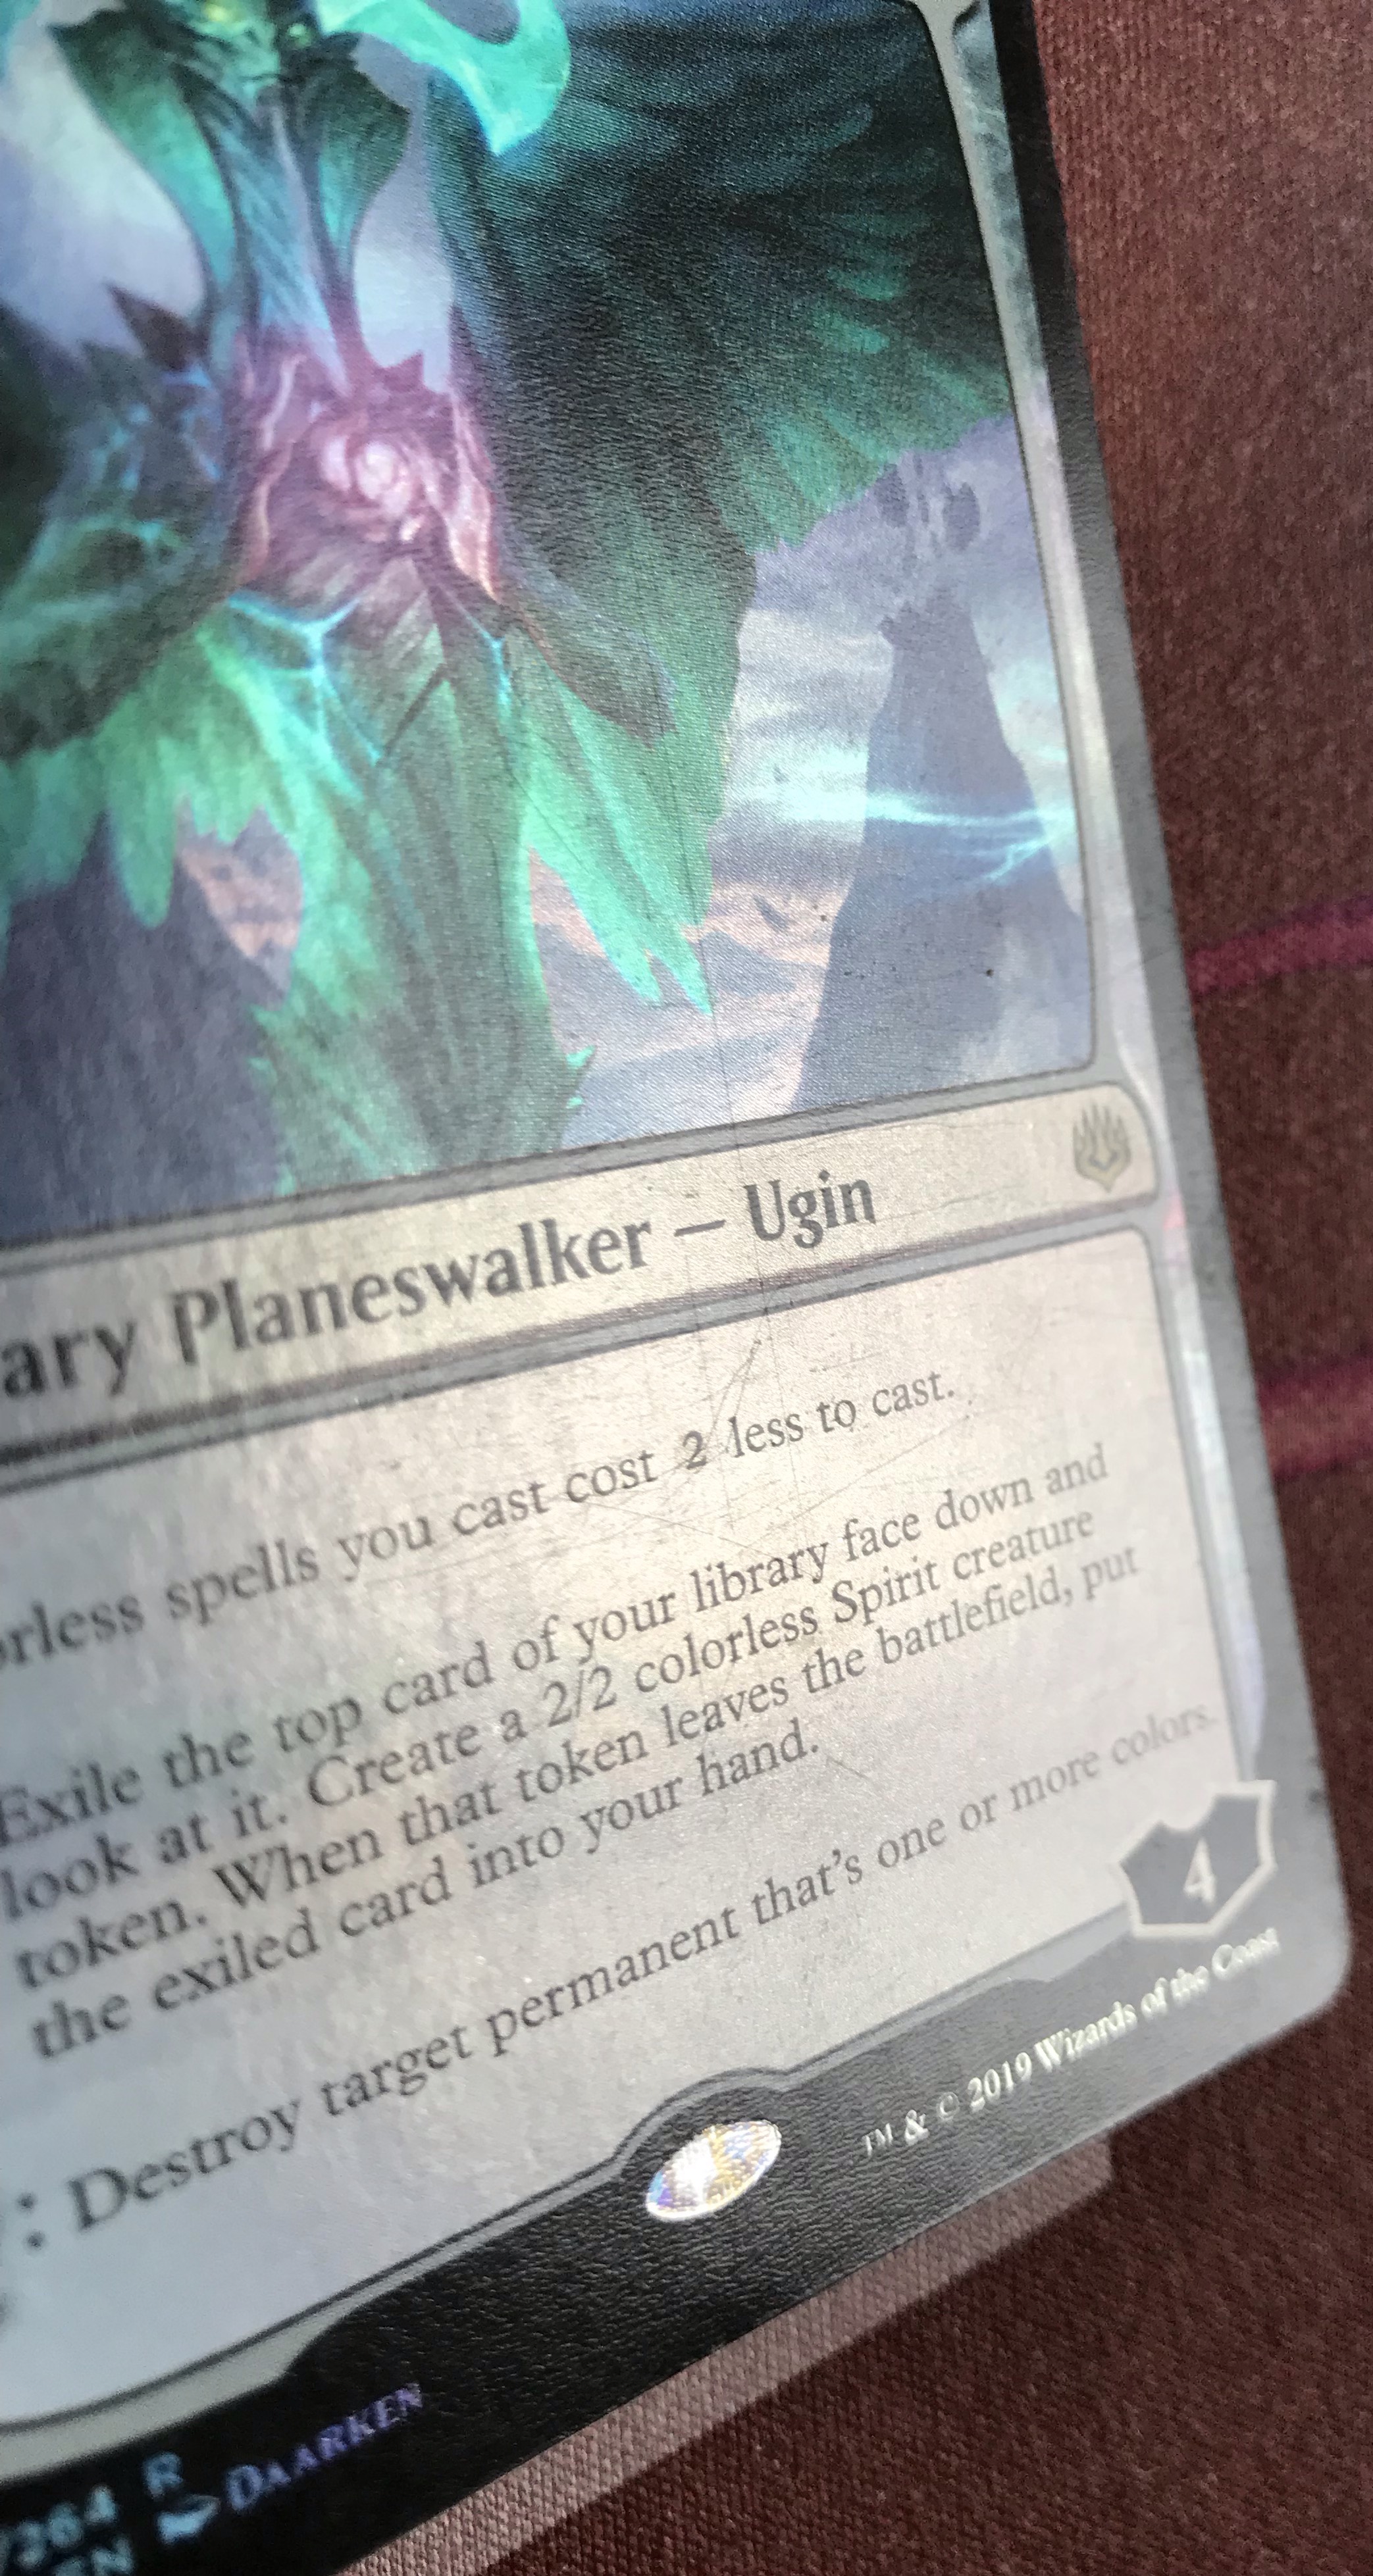 ary Planeswalker — Ugin
orless spells you cast cost 2 less to cast.
Exile the top card of your library face down and
look at it. Create a 2/2 colorless Spirit creature
token. When that token leaves the battlefield, put
the exiled card into your hand.
: Destroy target permanent that's one or more colors.
4
™ & © 2019 Wizards of the Coast
/264 R
EN DAARKEN